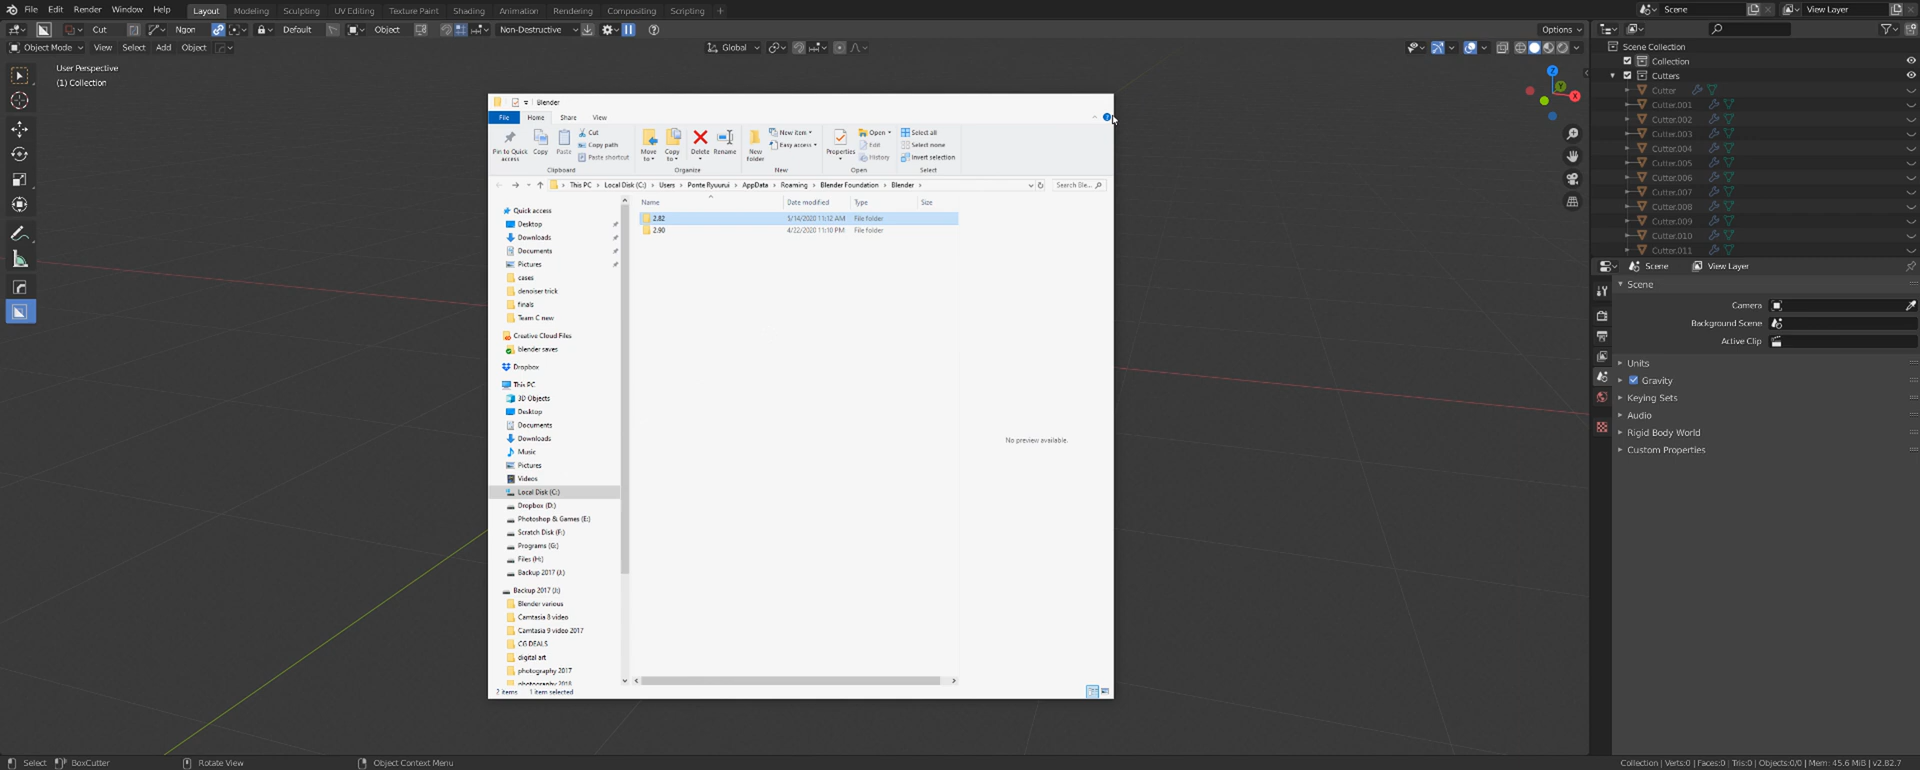 File Edit Render Window Help Layout Modeling Sculpting UV Editing Texture Paint Shading Animation Rendering Compositing Scripting + Scene View Layer
Cut Ngon Default Object Non-Destructive Options
Object Mode View Select Add Object Global
User Perspective
(1) Collection
Z
Y
X
Blender
File Home Share View
Pin to Quick access
Copy
Paste
Cut
Copy path
Paste shortcut
Clipboard
Move to
Copy to
Delete
Rename
Organize
New folder
New item
Easy access
New
Properties
Open
Edit
History
Open
Select all
Select none
Invert selection
Select
This PC > Local Disk (C:) > Users > Ponte Ryuurui > AppData > Roaming > Blender Foundation > Blender >
Search Ble...
Name Date modified Type Size
2.82 5/14/2020 11:12 AM File folder
2.90 4/22/2020 11:10 PM File folder
No preview available.
Quick access
Desktop
Downloads
Documents
Pictures
cases
denoiser trick
finals
Team C new
Creative Cloud Files
blender saves
Dropbox
This PC
3D Objects
Desktop
Documents
Downloads
Music
Pictures
Videos
Local Disk (C:)
Dropbox (D:)
Photoshop & Games (E:)
Scratch Disk (F:)
Programs (G:)
Files (H:)
Backup 2017 (J:)
Backup 2017 (J:)
Blender various
Camtasia 8 video
Camtasia 9 video 2017
CG DEALS
digital art
photography 2017
photography 2018
2 items 1 item selected
Scene Collection
Collection
Cutters
Cutter
Cutter.001
Cutter.002
Cutter.003
Cutter.004
Cutter.005
Cutter.006
Cutter.007
Cutter.008
Cutter.009
Cutter.010
Cutter.011
Scene View Layer
Scene
Camera
Background Scene
Active Clip
Units
Gravity
Keying Sets
Audio
Rigid Body World
Custom Properties
Select BoxCutter Rotate View Object Context Menu Collection | Verts:0 | Faces:0 | Tris:0 | Objects:0/0 | Mem: 45.6 MiB | v2.82.7